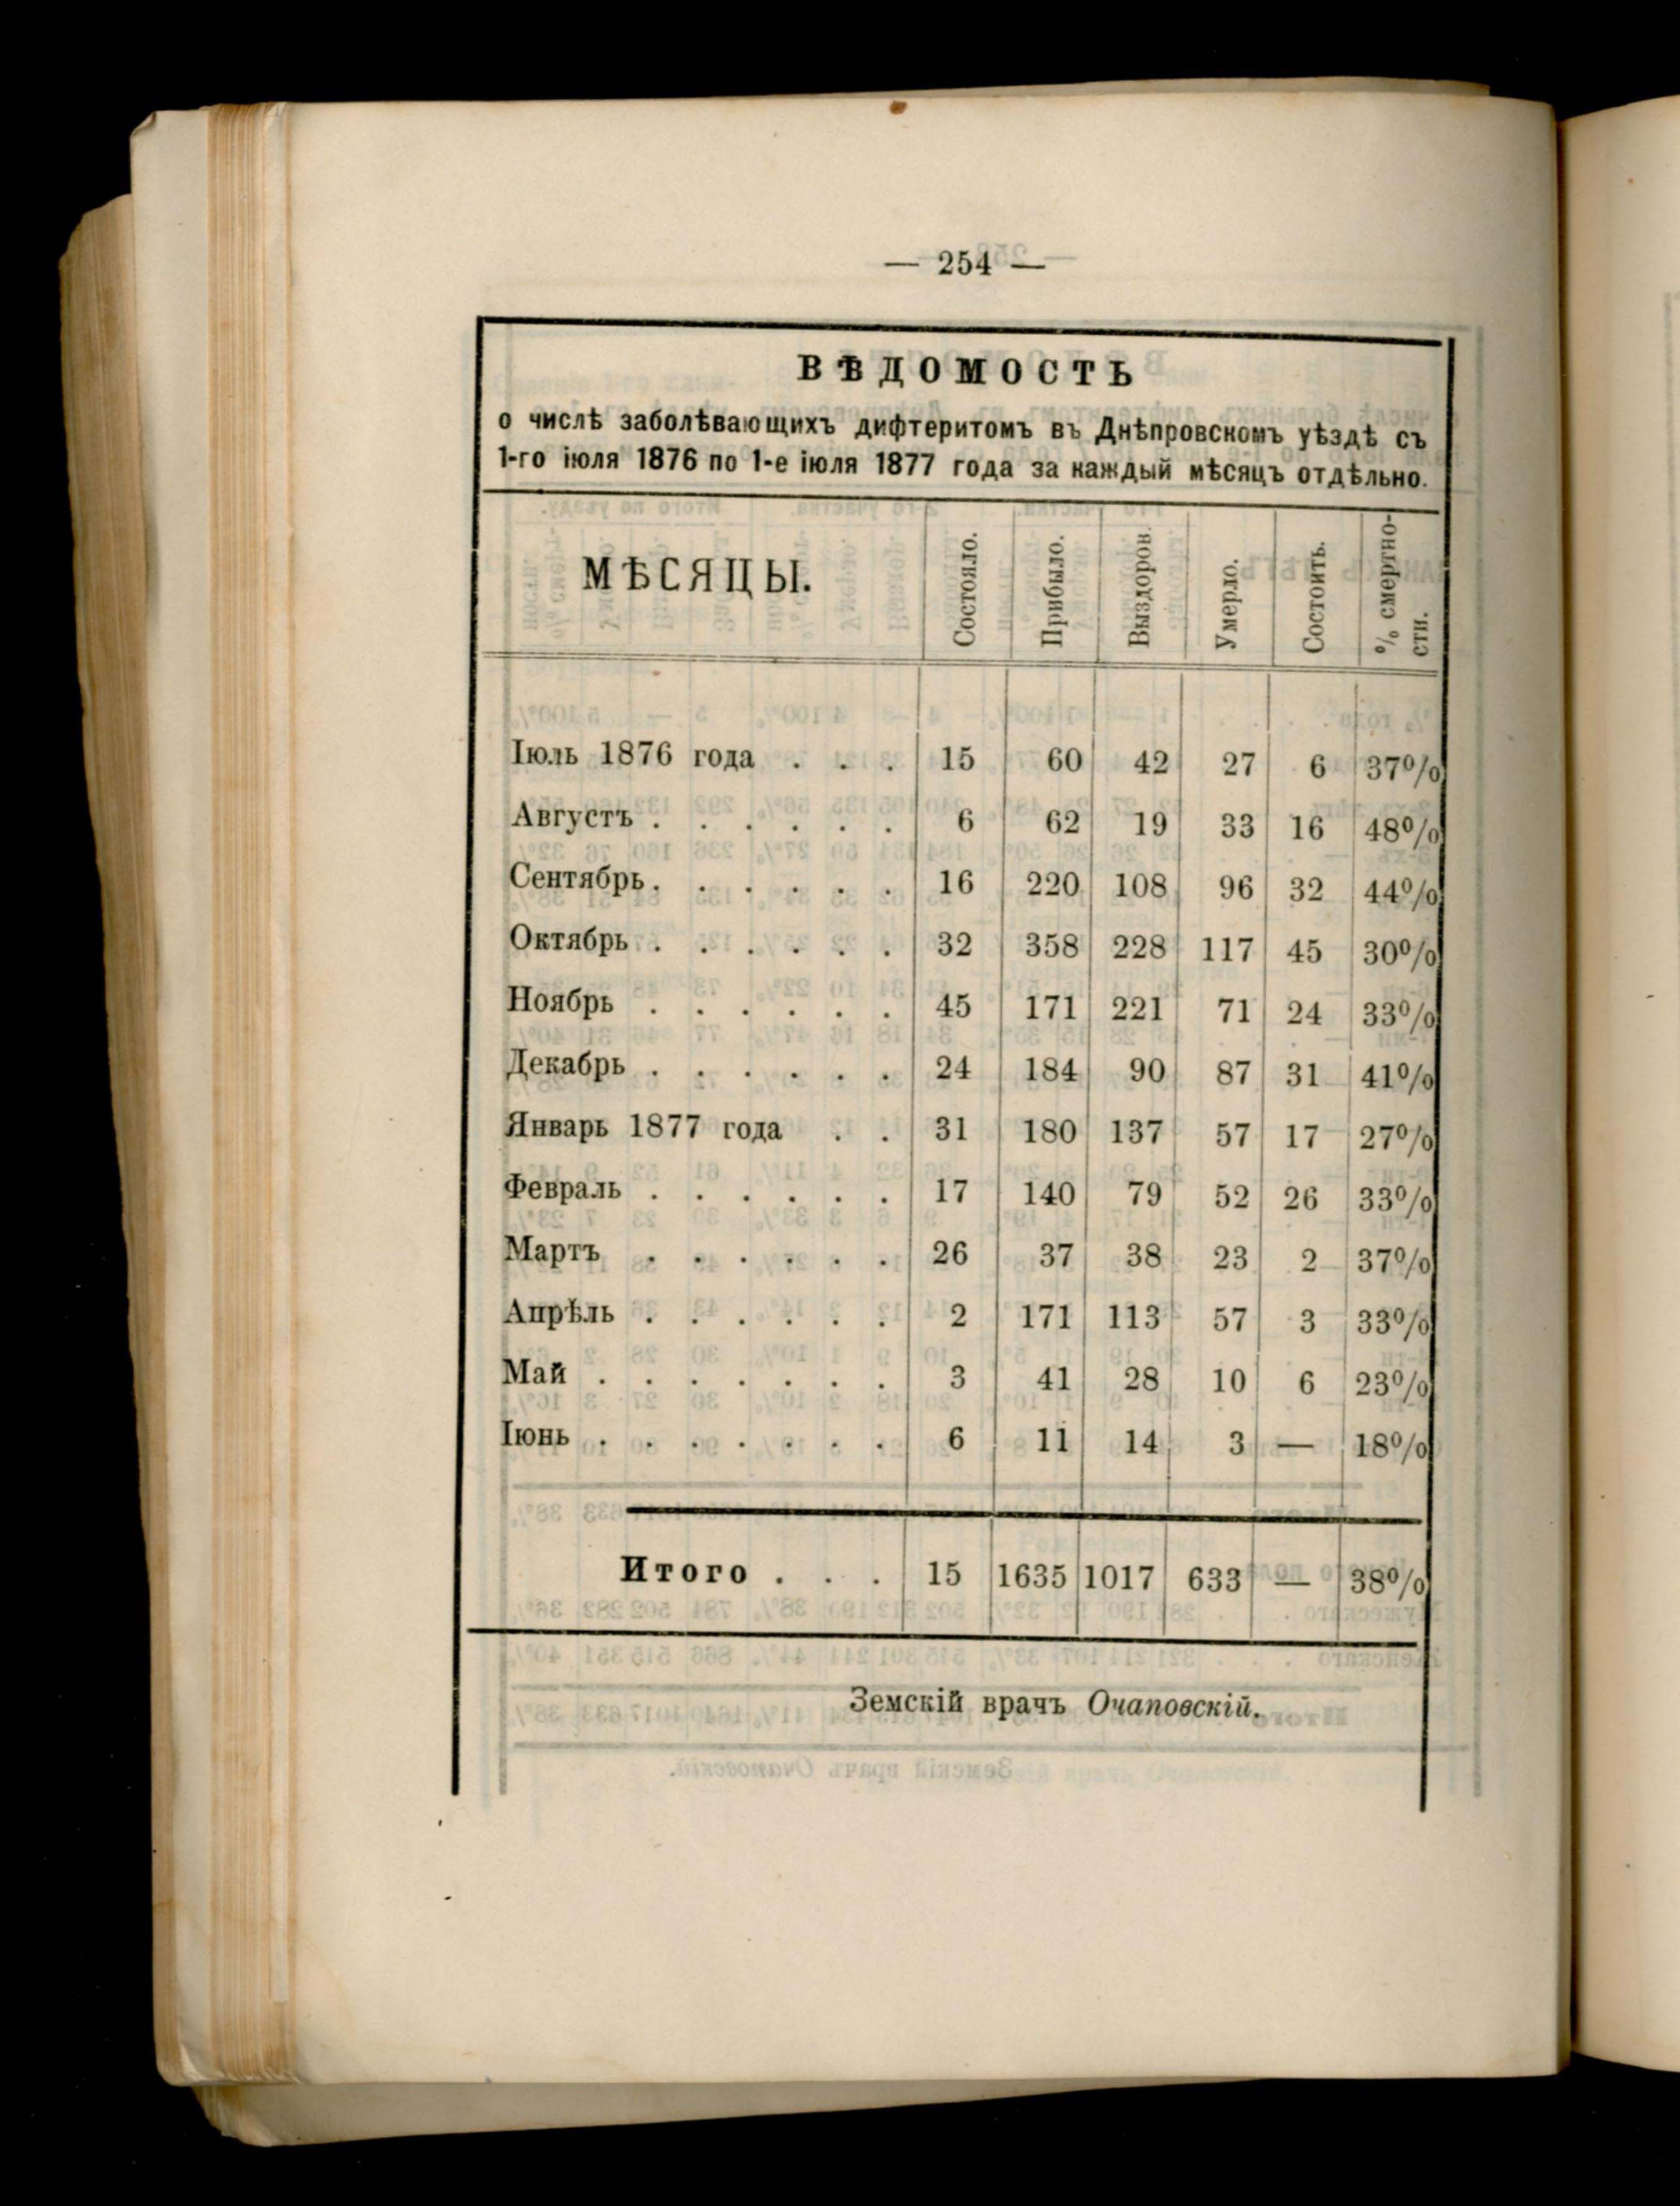 — 254 —
ВѢДОМОСТЬ
о числѣ заболѣвающихъ дифтеритомъ въ Днѣпровскомъ уѣздѣ съ
1-го іюля 1876 по 1-е іюля 1877 года за каждый мѣсяцъ отдѣльно.
МѢСЯЦЫ. Состояло. Прибыло. Выздоров. Умерло. Состоитъ. % смертно-
сти.
Іюль 1876 года . . . 15 60 42 27 6 37%
Августъ . . . . . . 6 62 19 33 16 48%
Сентябрь . . . . . . 16 220 108 96 32 44%
Октябрь . . . . . . 32 358 228 117 45 30%
Ноябрь . . . . . . 45 171 221 71 24 33%
Декабрь . . . . . . 24 184 90 87 31 41%
Январь 1877 года . . 31 180 137 57 17 27%
Февраль . . . . . . 17 140 79 52 26 33%
Мартъ . . . . . . 26 37 38 23 2 37%
Апрѣль . . . . . . 2 171 113 57 3 33%
Май . . . . . . . 3 41 28 10 6 23%
Іюнь . . . . . . . 6 11 14 3 — 18%
Итого . . . 15 1635 1017 633 — 38%
Земскій врачъ Очаповскій.